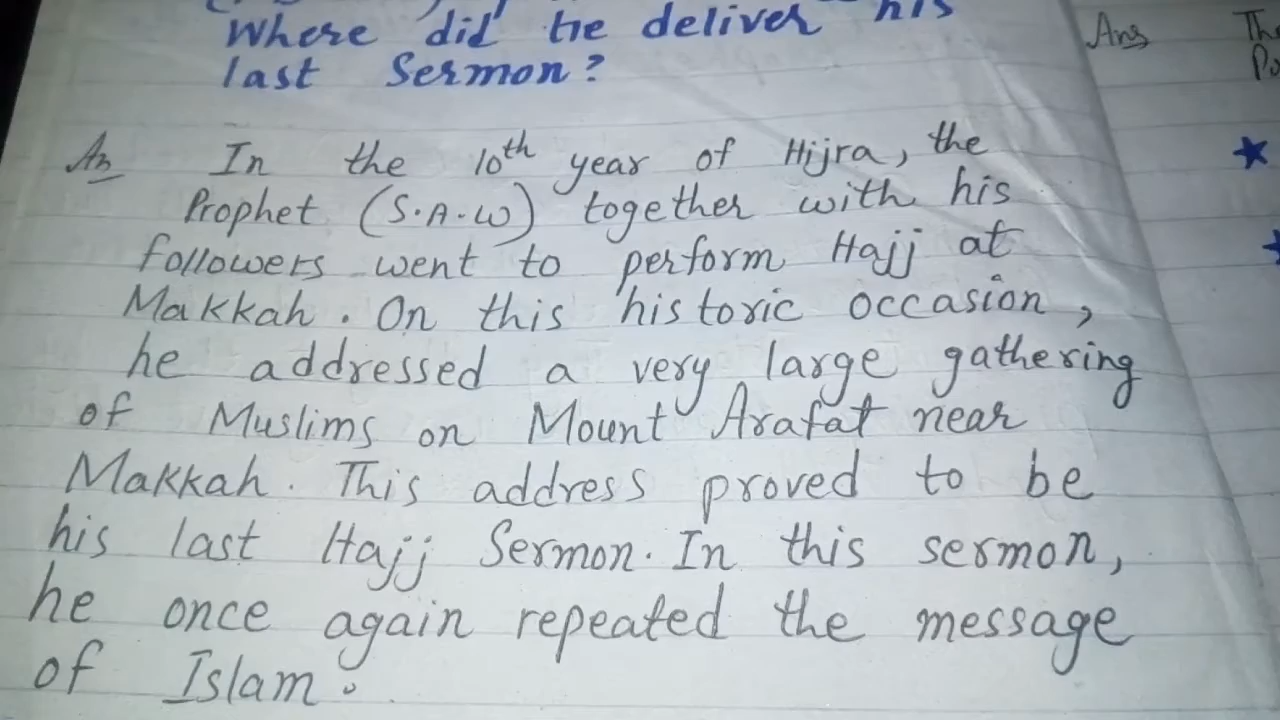 Where did he deliver his
last Sermon?
Ans In the 10th year of Hijra, the
Prophet (S.A.W) together with his
followers went to perform Hajj at
Makkah. On this historic occasion,
he addressed a very large gathering
of Muslims on Mount Arafat near
Makkah. This address proved to be
his last Hajj Sermon. In this sermon,
he once again repeated the message
of Islam.
Ans